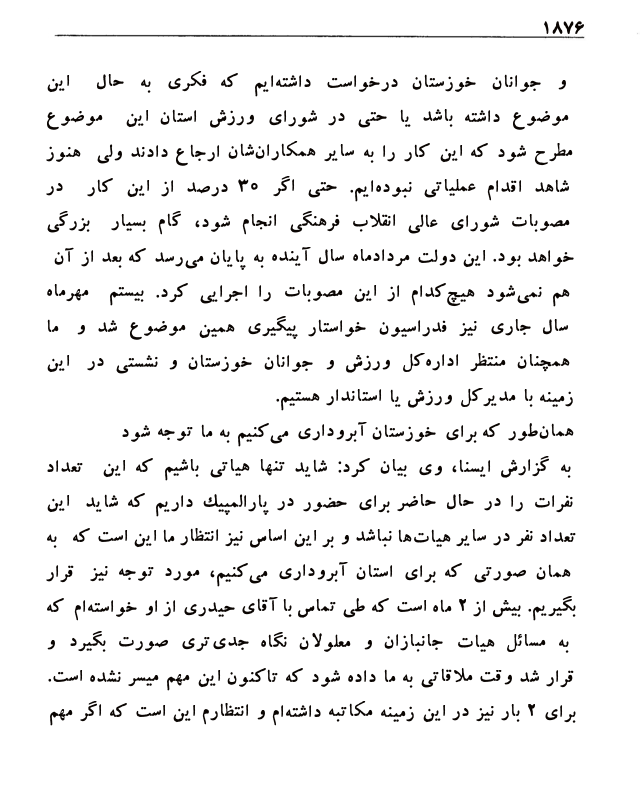 ۱۸۷۶
و جوانان خوزستان درخواست داشته‌ایم که فکری به حال این
موضوع داشته باشد یا حتی در شورای ورزش استان این موضوع
مطرح شود که این کار را به سایر همکاران‌شان ارجاع دادند ولی هنوز
شاهد اقدام عملیاتی نبوده‌ایم. حتی اگر ۳۰ درصد از این کار در
مصوبات شورای عالی انقلاب فرهنگی انجام شود، گام بسیار بزرگی
خواهد بود. این دولت مردادماه سال آینده به پایان می‌رسد که بعد از آن
هم نمی‌شود هیچ‌کدام از این مصوبات را اجرایی کرد. بیستم مهرماه
سال جاری نیز فدراسیون خواستار پیگیری همین موضوع شد و ما
همچنان منتظر اداره‌کل ورزش و جوانان خوزستان و نشستی در این
زمینه با مدیرکل ورزش یا استاندار هستیم.
همان‌طور که برای خوزستان آبروداری می‌کنیم به ما توجه شود
به گزارش ایسنا، وی بیان کرد: شاید تنها هیاتی باشیم که این تعداد
نفرات را در حال حاضر برای حضور در پارالمپیك داریم که شاید این
تعداد نفر در سایر هیات‌ها نباشد و بر این اساس نیز انتظار ما این است که به
همان صورتی که برای استان آبروداری می‌کنیم، مورد توجه نیز قرار
بگیریم. بیش از ۲ ماه است که طی تماس با آقای حیدری از او خواسته‌ام که
به مسائل هیات جانبازان و معلولان نگاه جدی‌تری صورت بگیرد و
قرار شد وقت ملاقاتی به ما داده شود که تاکنون این مهم میسر نشده است.
برای ۲ بار نیز در این زمینه مکاتبه داشته‌ام و انتظارم این است که اگر مهم